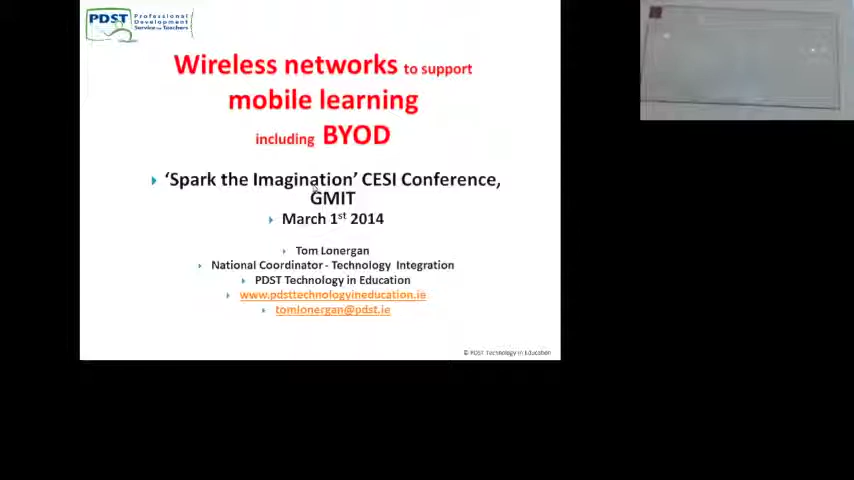 PDST
Professional
Development
Service for Teachers
Wireless networks to support
mobile learning
including BYOD
‘Spark the Imagination’ CESI Conference,
GMIT
March 1st 2014
Tom Lonergan
National Coordinator - Technology Integration
PDST Technology in Education
www.pdsttechnologyineducation.ie
tomlonergan@pdst.ie
© PDST Technology in Education